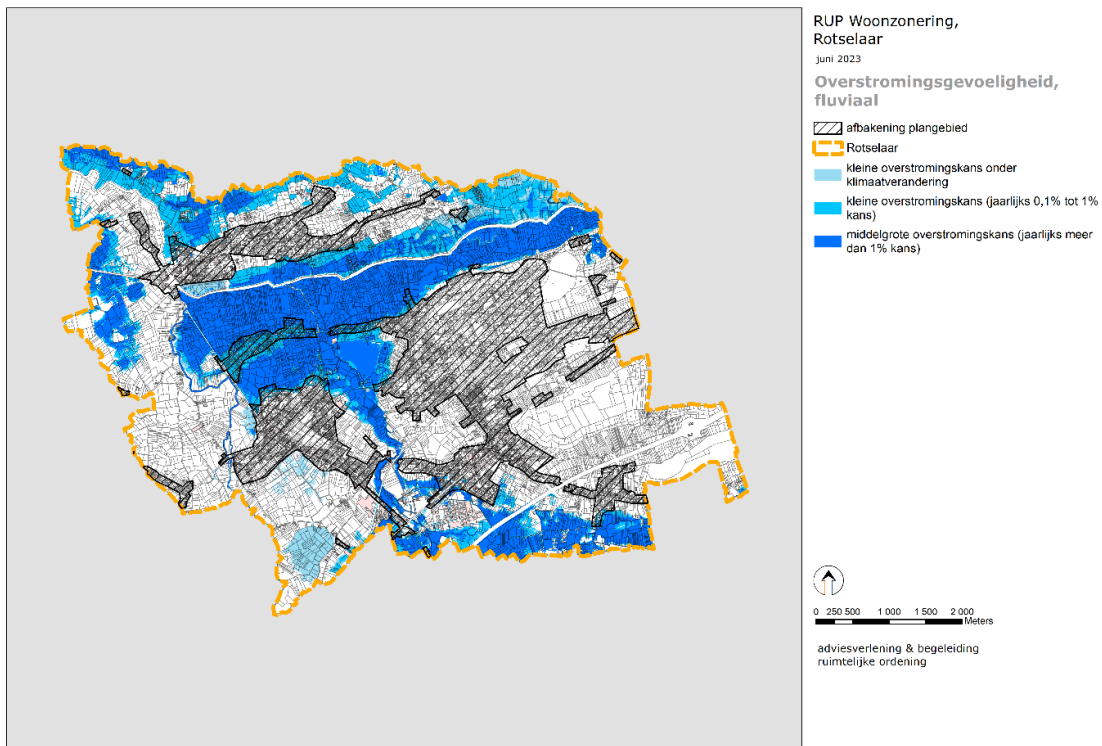 RUP Woonzonering,
Rotselaar
juni 2023
Overstromingsgevoeligheid,
fluviaal
afbakening plangebied
Rotselaar
kleine overstromingskans onder
klimaatverandering
kleine overstromingskans (jaarlijks 0,1% tot 1%
kans)
middelgrote overstromingskans (jaarlijks meer
dan 1% kans)
0 250 500 1 000 1 500 2 000
Meters
adviesverlening & begeleiding
ruimtelijke ordening